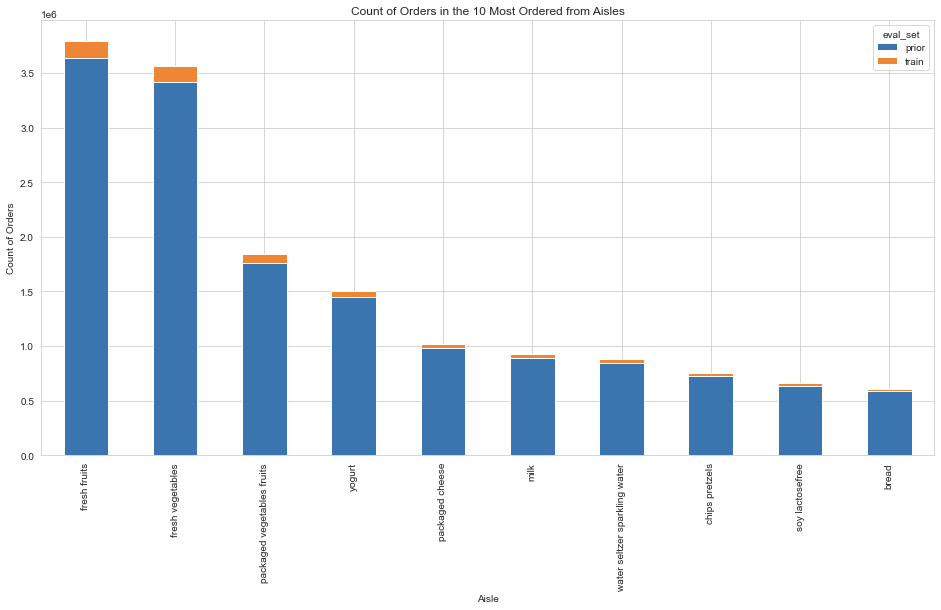 Count of Orders in the 10 Most Ordered from Aisles
1e6
eval_set
prior
train
3.5
3.0
2.5
2.0
1.5
1.0
0.5
0.0
Count of Orders
fresh fruits
fresh vegetables
packaged vegetables fruits
yogurt
packaged cheese
milk
water seltzer sparkling water
chips pretzels
soy lactosefree
bread
Aisle